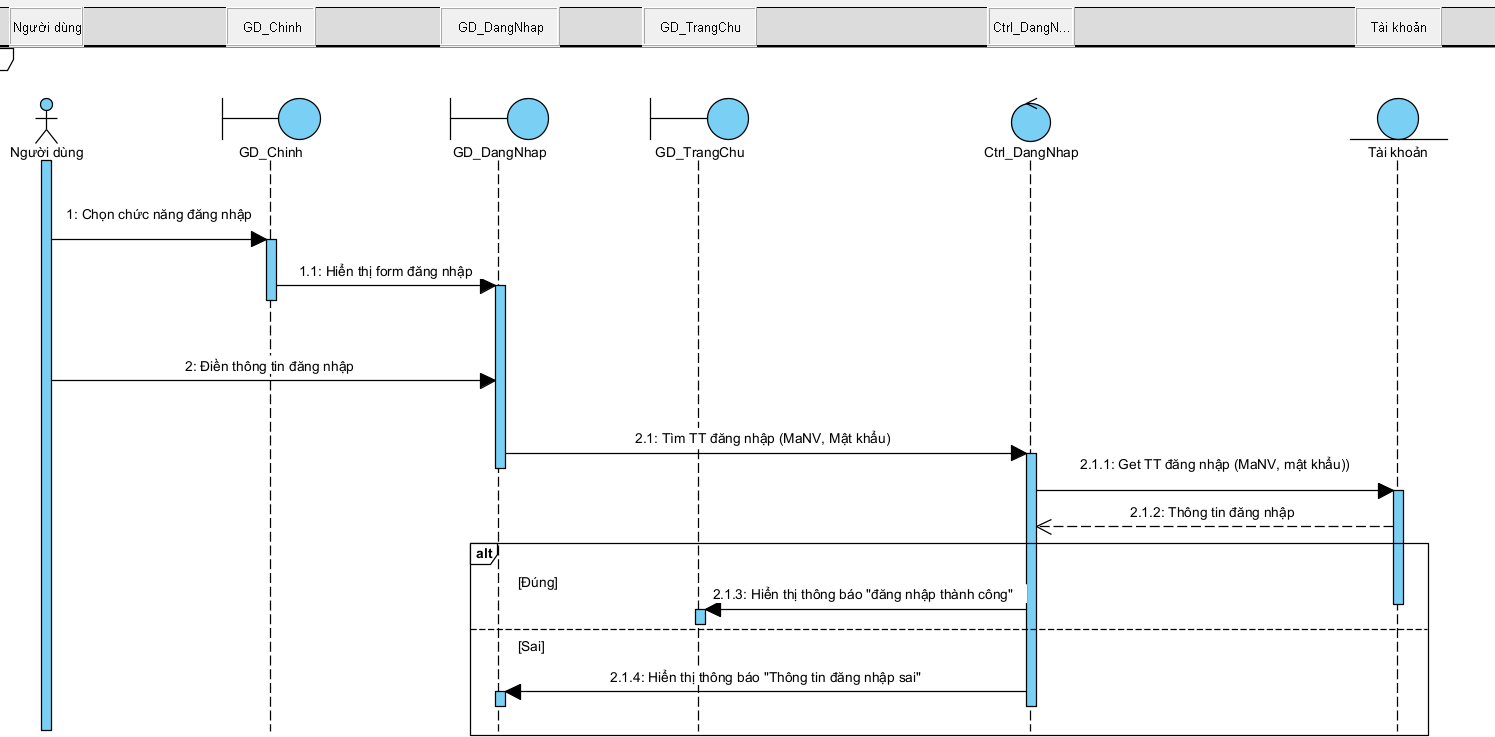 Người dùng
GD_Chinh
GD_DangNhap
GD_TrangChu
Ctrl_DangN...
Tài khoản
Người dùng
GD_Chinh
GD_DangNhap
GD_TrangChu
Ctrl_DangNhap
Tài khoản
1: Chọn chức năng đăng nhập
1.1: Hiển thị form đăng nhập
2: Điền thông tin đăng nhập
2.1: Tìm TT đăng nhập (MaNV, Mật khẩu)
2.1.1: Get TT đăng nhập (MaNV, mật khẩu))
2.1.2: Thông tin đăng nhập
alt
[Đúng]
2.1.3: Hiển thị thông báo "đăng nhập thành công"
[Sai]
2.1.4: Hiển thị thông báo "Thông tin đăng nhập sai"